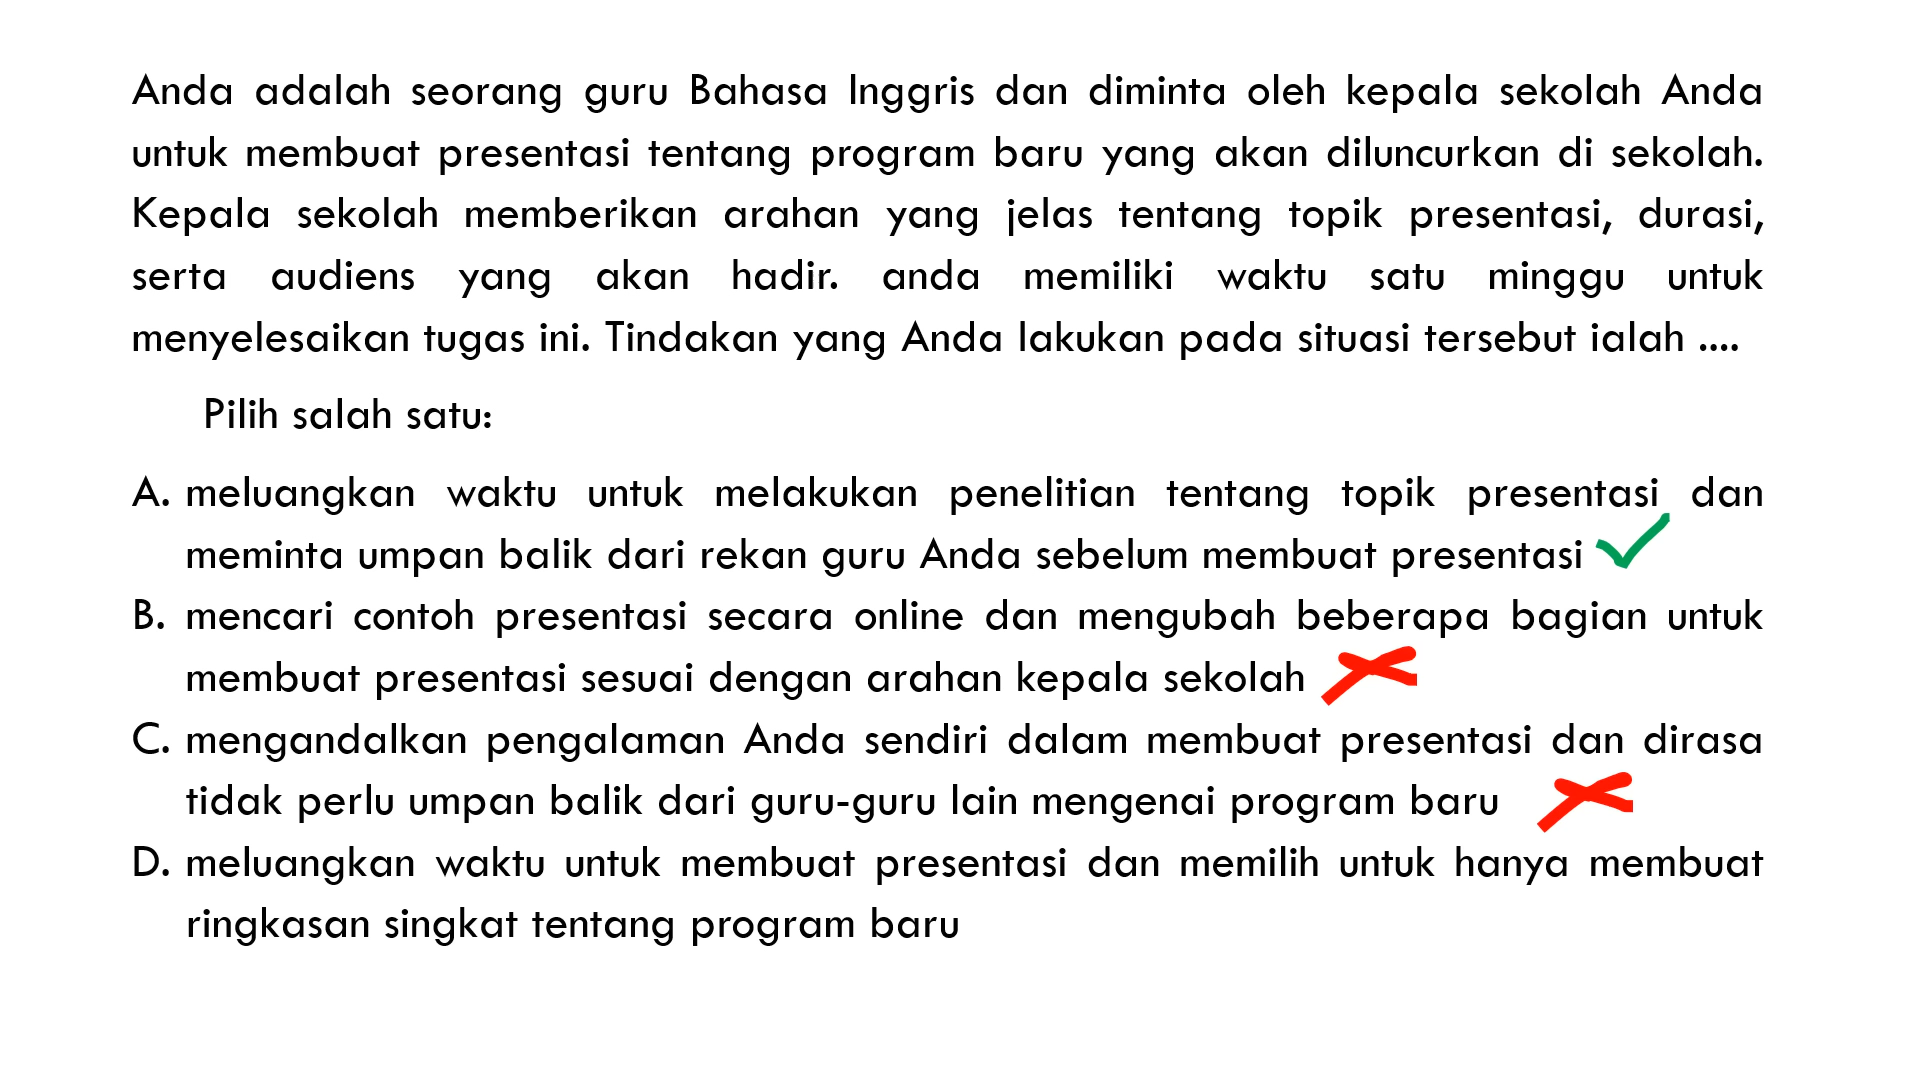 Anda adalah seorang guru Bahasa Inggris dan diminta oleh kepala sekolah Anda
untuk membuat presentasi tentang program baru yang akan diluncurkan di sekolah.
Kepala sekolah memberikan arahan yang jelas tentang topik presentasi, durasi,
serta audiens yang akan hadir. anda memiliki waktu satu minggu untuk
menyelesaikan tugas ini. Tindakan yang Anda lakukan pada situasi tersebut ialah ....
Pilih salah satu:
A. meluangkan waktu untuk melakukan penelitian tentang topik presentasi dan
meminta umpan balik dari rekan guru Anda sebelum membuat presentasi
B. mencari contoh presentasi secara online dan mengubah beberapa bagian untuk
membuat presentasi sesuai dengan arahan kepala sekolah
C. mengandalkan pengalaman Anda sendiri dalam membuat presentasi dan dirasa
tidak perlu umpan balik dari guru-guru lain mengenai program baru
D. meluangkan waktu untuk membuat presentasi dan memilih untuk hanya membuat
ringkasan singkat tentang program baru